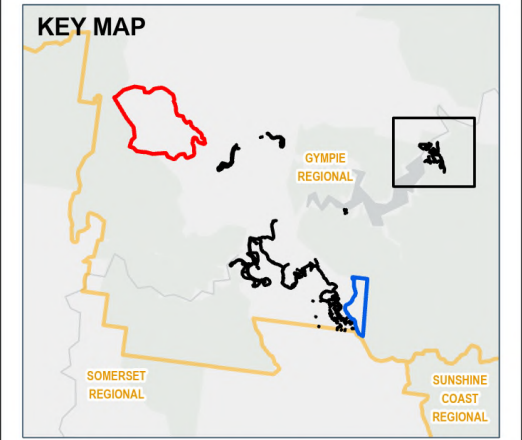 KEY MAP
GYMPIE
REGIONAL
SOMERSET
REGIONAL
SUNSHINE
COAST
REGIONAL